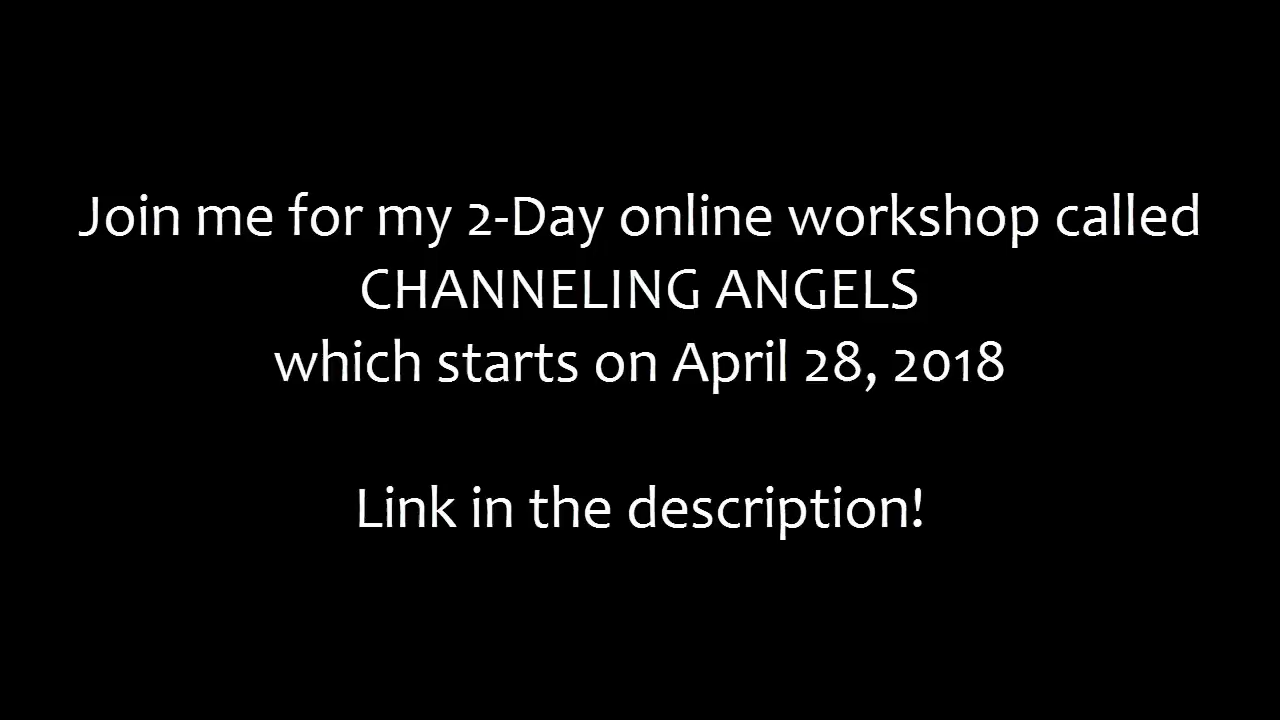 Join me for my 2-Day online workshop called
CHANNELING ANGELS
which starts on April 28, 2018
Link in the description!